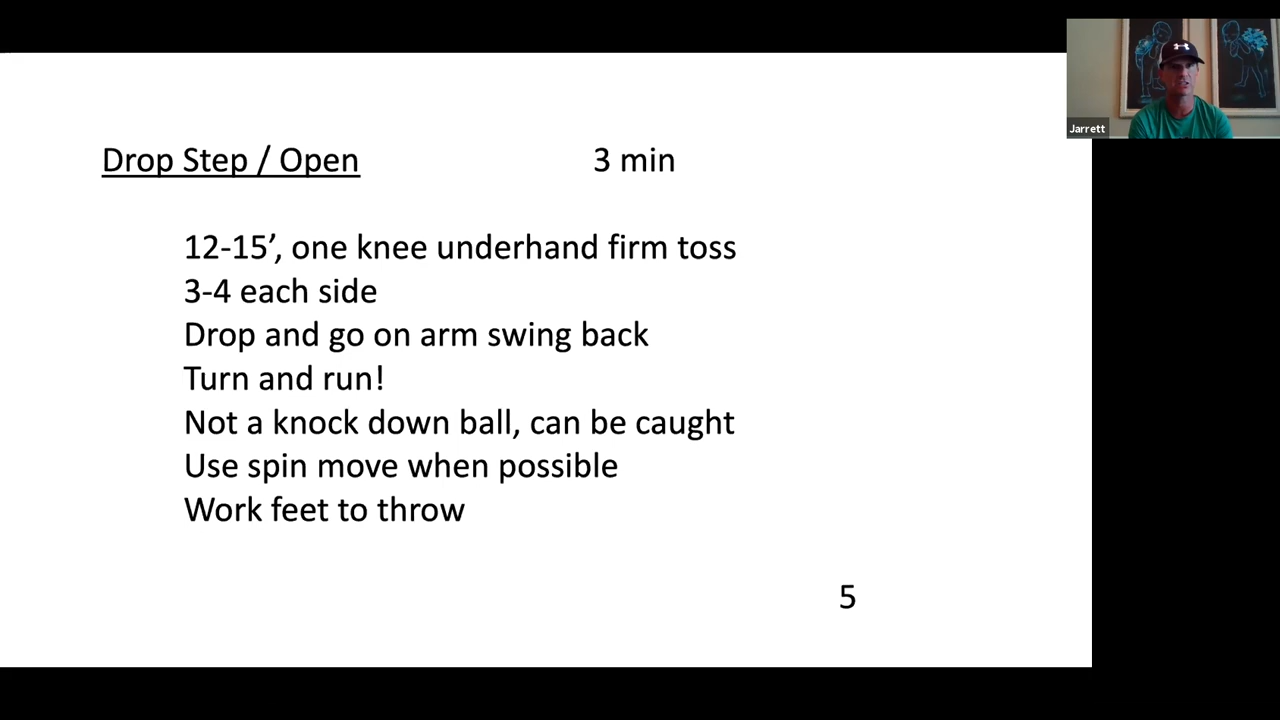 Jarrett
Drop Step / Open 3 min
12-15’, one knee underhand firm toss
3-4 each side
Drop and go on arm swing back
Turn and run!
Not a knock down ball, can be caught
Use spin move when possible
Work feet to throw
5